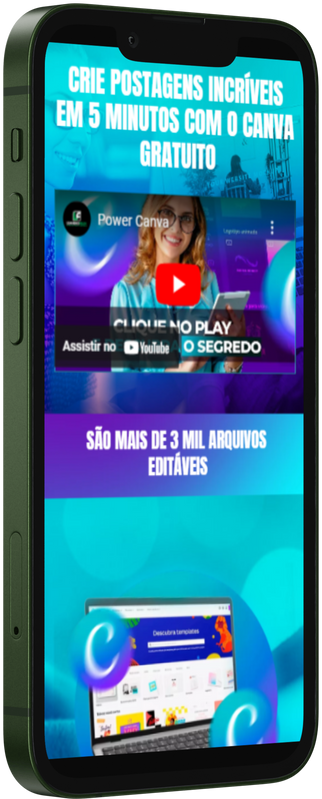 CRIE POSTAGENS INCRÍVEIS
EM 5 MINUTOS COM O CANVA
GRATUITO
Power Canva
CLIQUE NO PLAY
Assistir no YouTube
O SEGREDO
SÃO MAIS DE 3 MIL ARQUIVOS
EDITÁVEIS
Descubra templates